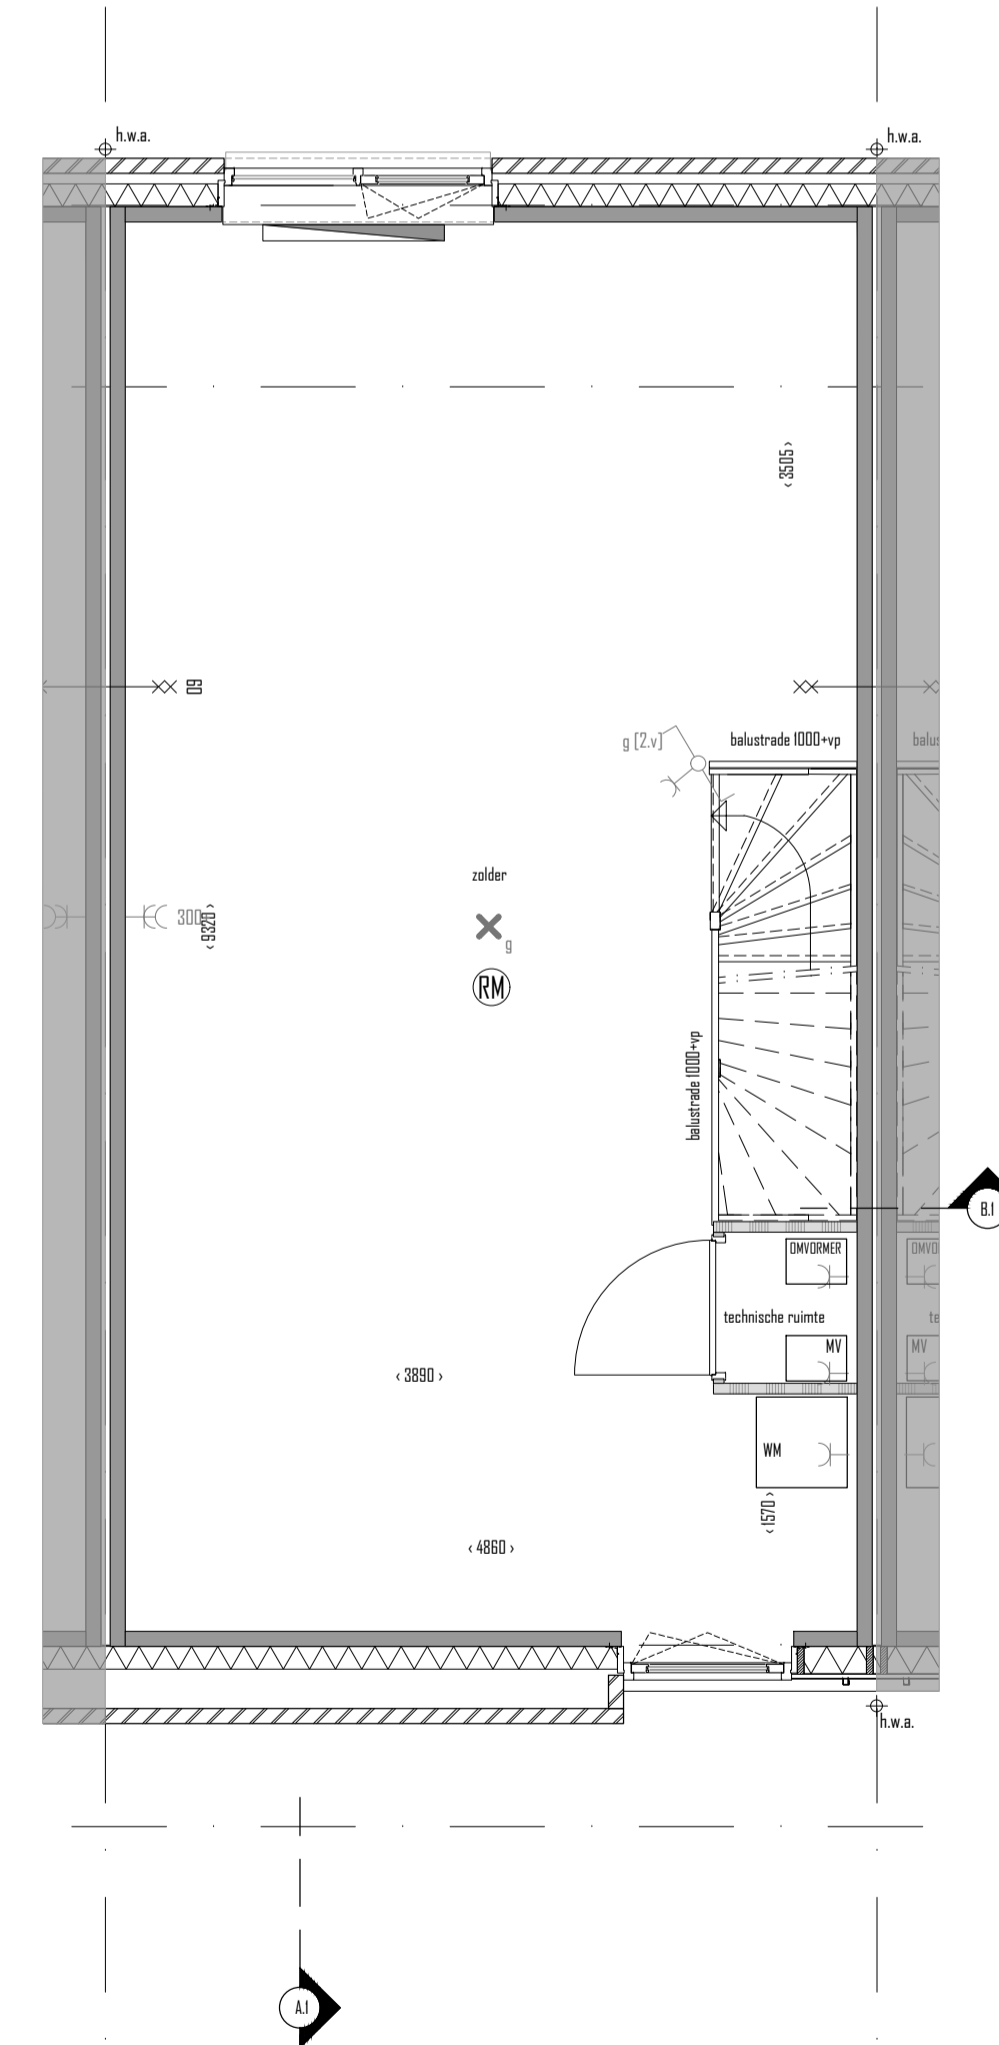 h.w.a.
h.w.a.
‹ 3505 ›
60
g [2.v]
balustrade 1000+vp
zolder
300
‹ 9320 ›
g
RM
balustrade 1000+vp
B.1
OMVORMER
technische ruimte
MV
MV
‹ 3890 ›
WM
‹ 1570 ›
‹ 4860 ›
h.w.a.
A.1